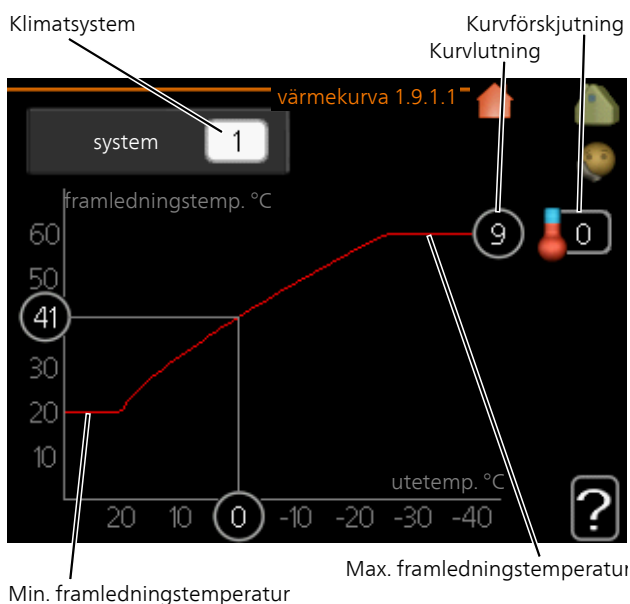 Klimatsystem
Kurvförskjutning
Kurvlutning
värmekurva 1.9.1.1
system 1
framledningstemp. °C
60
9
0
50
41
30
20
10
utetemp. °C
20 10 0 -10 -20 -30 -40
?
Max. framledningstemperatur
Min. framledningstemperatur